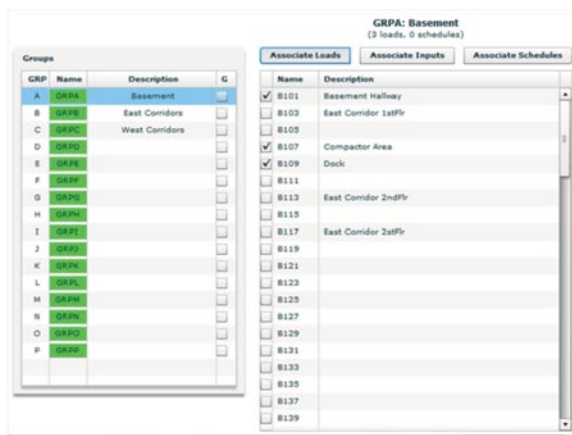 GRPA: Basement
(3 loads. 0 schedules)
Groups
GRP Name Description G
A GRPA Basement
B GRPB East Corridors
C GRPC West Corridors
D GRPD
E GRPE
F GRPF
G GRPG
H GRPH
I GRPI
J GRPJ
K GRPK
L GRPL
M GRPM
N GRPN
O GRPO
P GRPP
Associate Loads Associate Inputs Associate Schedules
Name Description
B101 Basement Hallway
B103 East Corridor 1stFlr
B105
B107 Compactor Area
B109 Dock
B111
B113 East Corridor 2ndFlr
B115
B117 East Corridor 2stFlr
B119
B121
B123
B125
B127
B129
B131
B133
B135
B137
B139